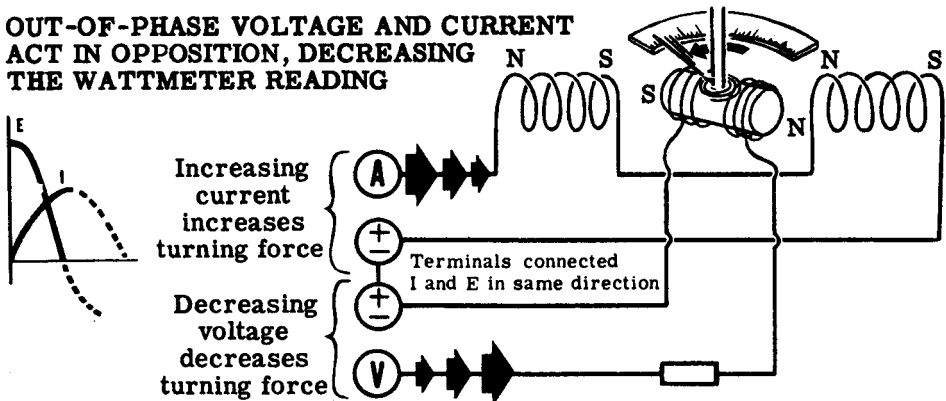 OUT-OF-PHASE VOLTAGE AND CURRENT
ACT IN OPPOSITION, DECREASING
THE WATTMETER READING
N S
S
N
N S
E
I
Increasing
current
increases
turning force
A
+
−
Terminals connected
I and E in same direction
+
−
Decreasing
voltage
decreases
turning force
V